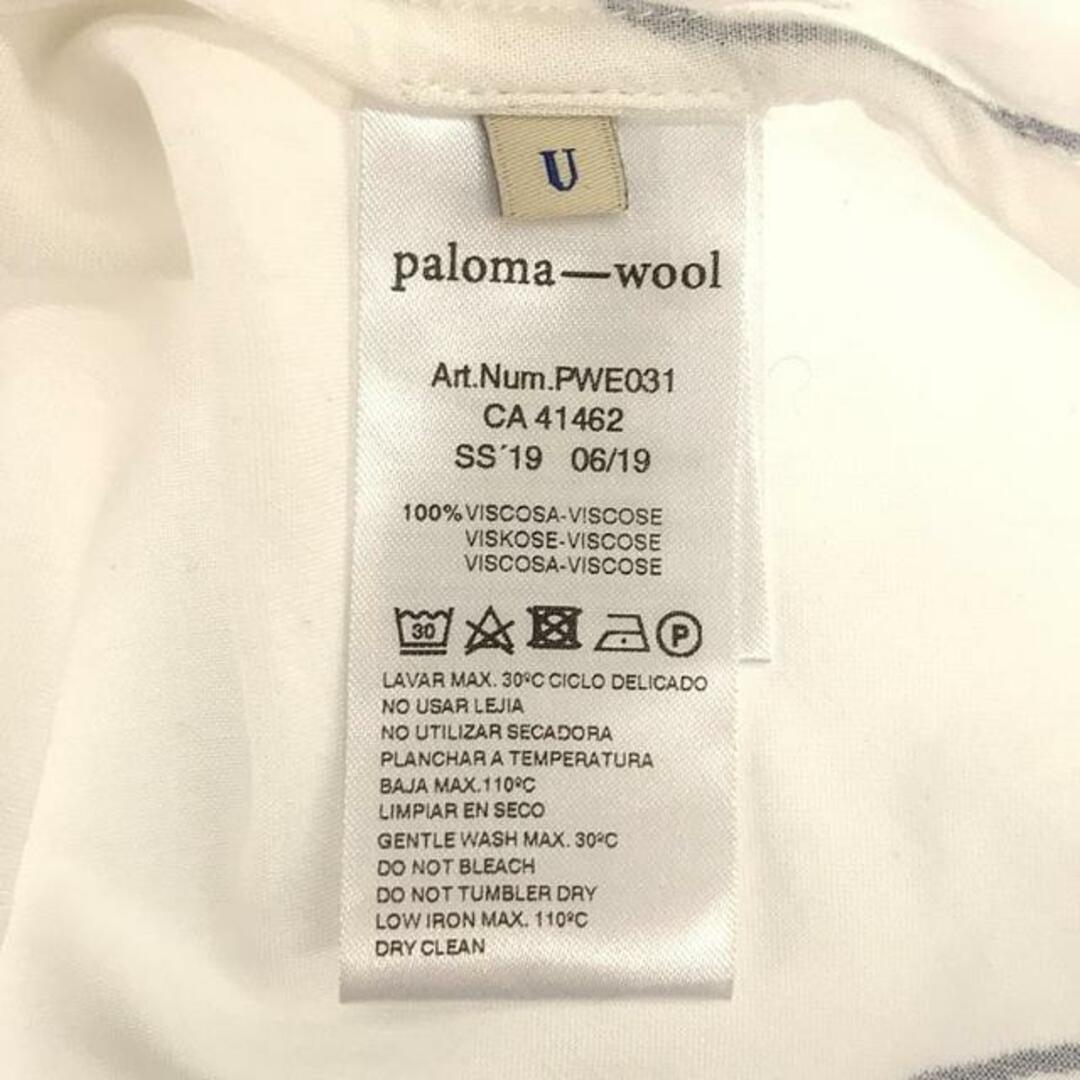 U
paloma—wool
Art.Num.PWE031
CA 41462
SS´19 06/19
100% VISCOSA-VISCOSE
VISKOSE-VISCOSE
VISCOSA-VISCOSE
30 P
LAVAR MAX. 30ºC CICLO DELICADO
NO USAR LEJIA
NO UTILIZAR SECADORA
PLANCHAR A TEMPERATURA
BAJA MAX.110ºC
LIMPIAR EN SECO
GENTLE WASH MAX. 30ºC
DO NOT BLEACH
DO NOT TUMBLER DRY
LOW IRON MAX. 110ºC
DRY CLEAN